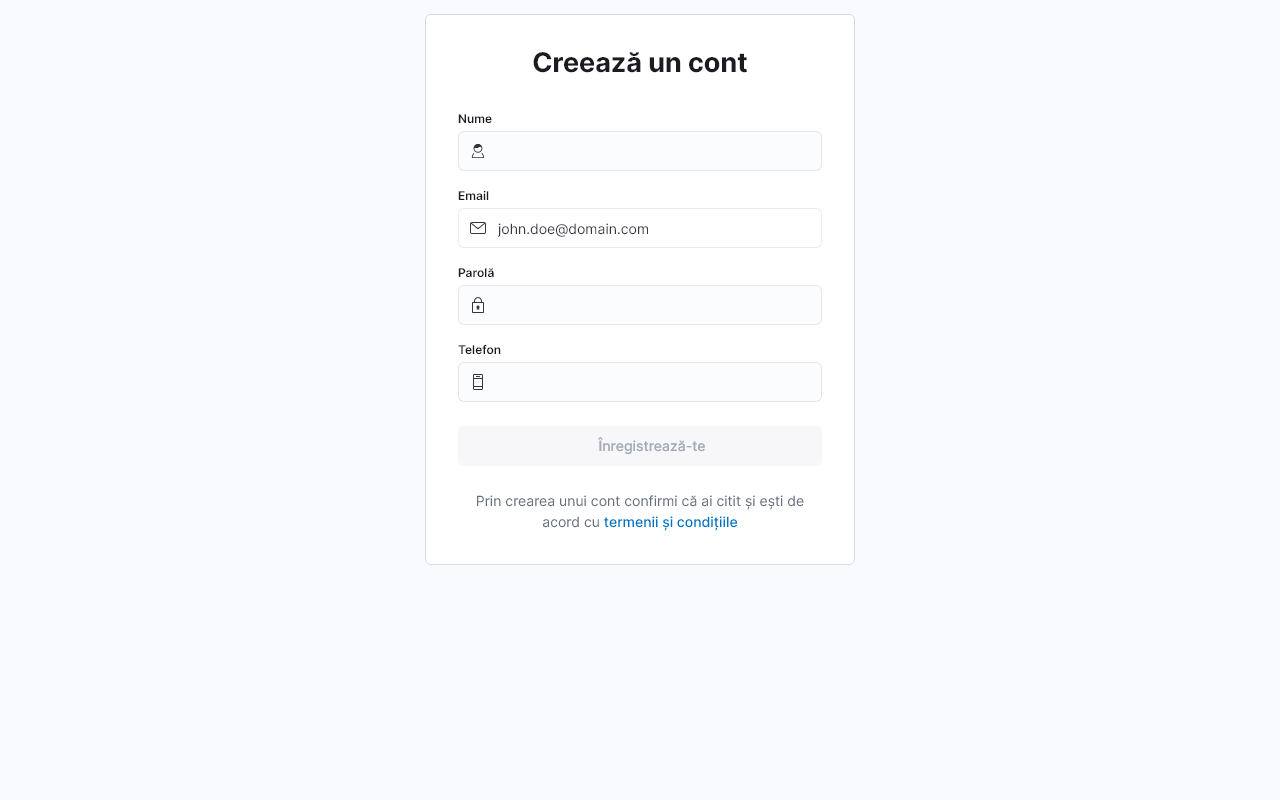 Creează un cont
Nume
Email
john.doe@domain.com
Parolă
Telefon
Înregistrează-te
Prin crearea unui cont confirmi că ai citit și ești de
acord cu termenii și condițiile